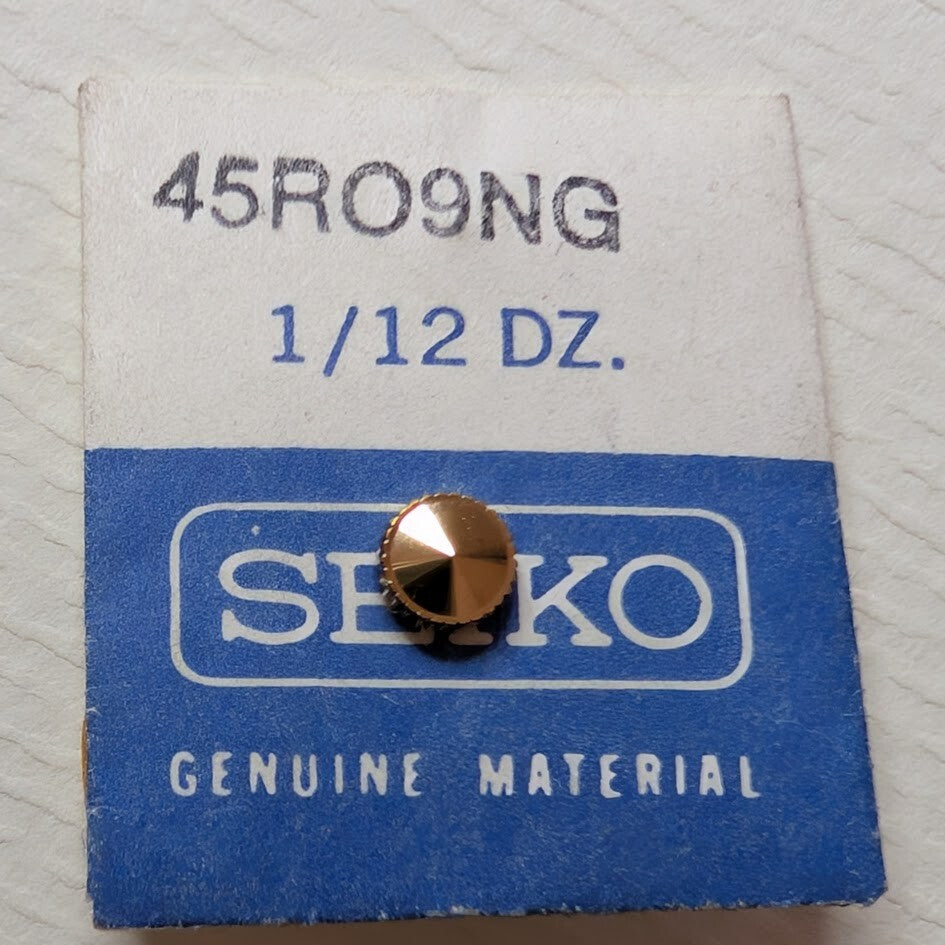 45RO9NG
1/12 DZ.
SEIKO
GENUINE MATERIAL